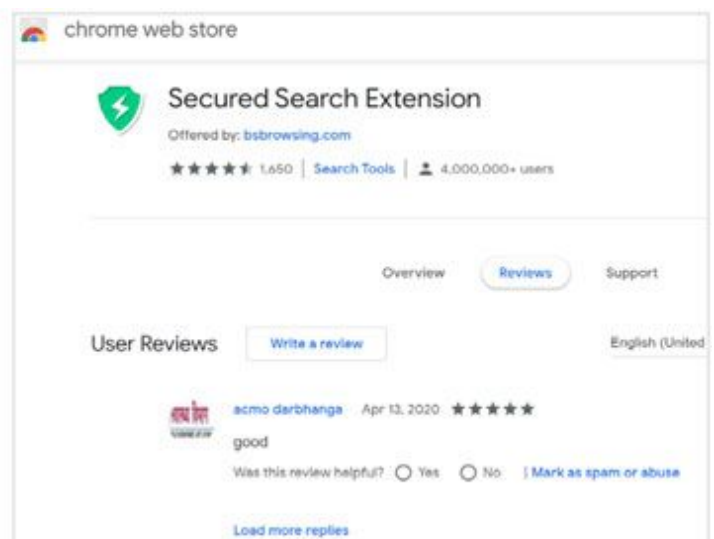 chrome web store
Secured Search Extension
Offered by: bsbrowsing.com
1,650 | Search Tools | 4,000,000+ users
Overview Reviews Support
User Reviews Write a review English (United
acmo darbhanga Apr 13, 2020
good
Was this review helpful? Yes No | Mark as spam or abuse
Load more replies